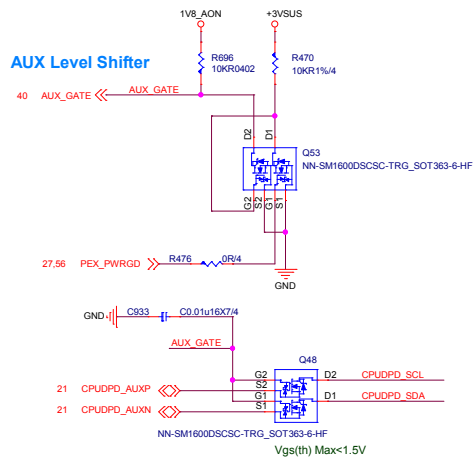 1V8_AON
+3VSUS
AUX Level Shifter
R696
10KR0402
R470
10KR1%/4
40 AUX_GATE
AUX_GATE
D2
D1
Q53
NN-SM1600DSCSC-TRG_SOT363-6-HF
G2
S2
G1
S1
27,56 PEX_PWRGD
R476
0R/4
GND
GND
C933
C0.01u16X7/4
AUX_GATE
Q48
G2
D2
CPUDPD_SCL
21 CPUDPD_AUXP
S2
G1
D1
CPUDPD_SDA
21 CPUDPD_AUXN
S1
NN-SM1600DSCSC-TRG_SOT363-6-HF
Vgs(th) Max<1.5V